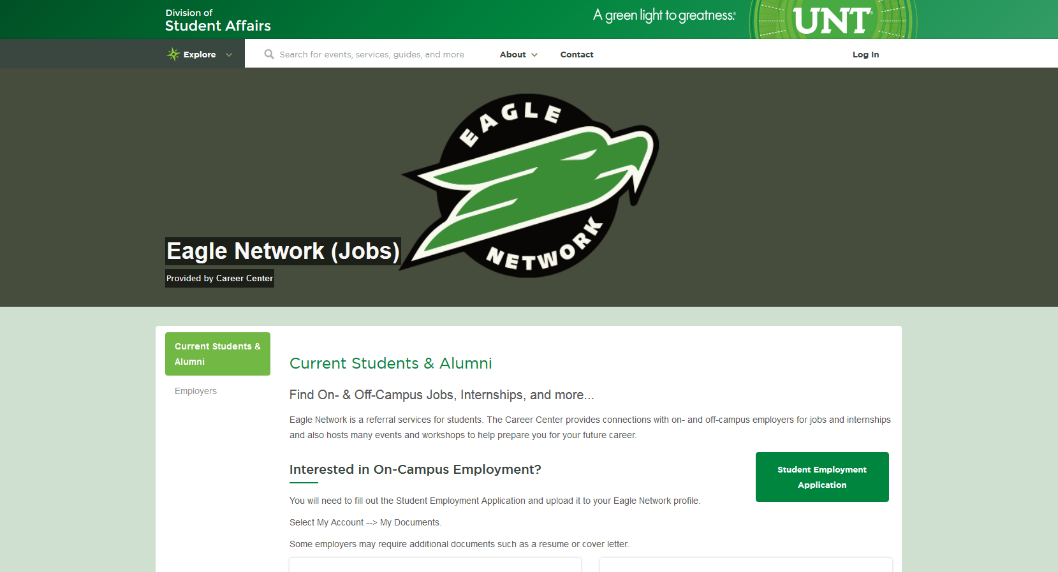 Division of
Student Affairs
A green light to greatness.®
UNT
Explore
Search for events, services, guides, and more
About
Contact
Log In
EAGLE
NETWORK
Eagle Network (Jobs)
Provided by Career Center
Current Students &
Alumni
Employers
Current Students & Alumni
Find On- & Off-Campus Jobs, Internships, and more...
Eagle Network is a referral services for students. The Career Center provides connections with on- and off-campus employers for jobs and internships
and also hosts many events and workshops to help prepare you for your future career.
Interested in On-Campus Employment?
Student Employment
Application
You will need to fill out the Student Employment Application and upload it to your Eagle Network profile.
Select My Account --> My Documents.
Some employers may require additional documents such as a resume or cover letter.